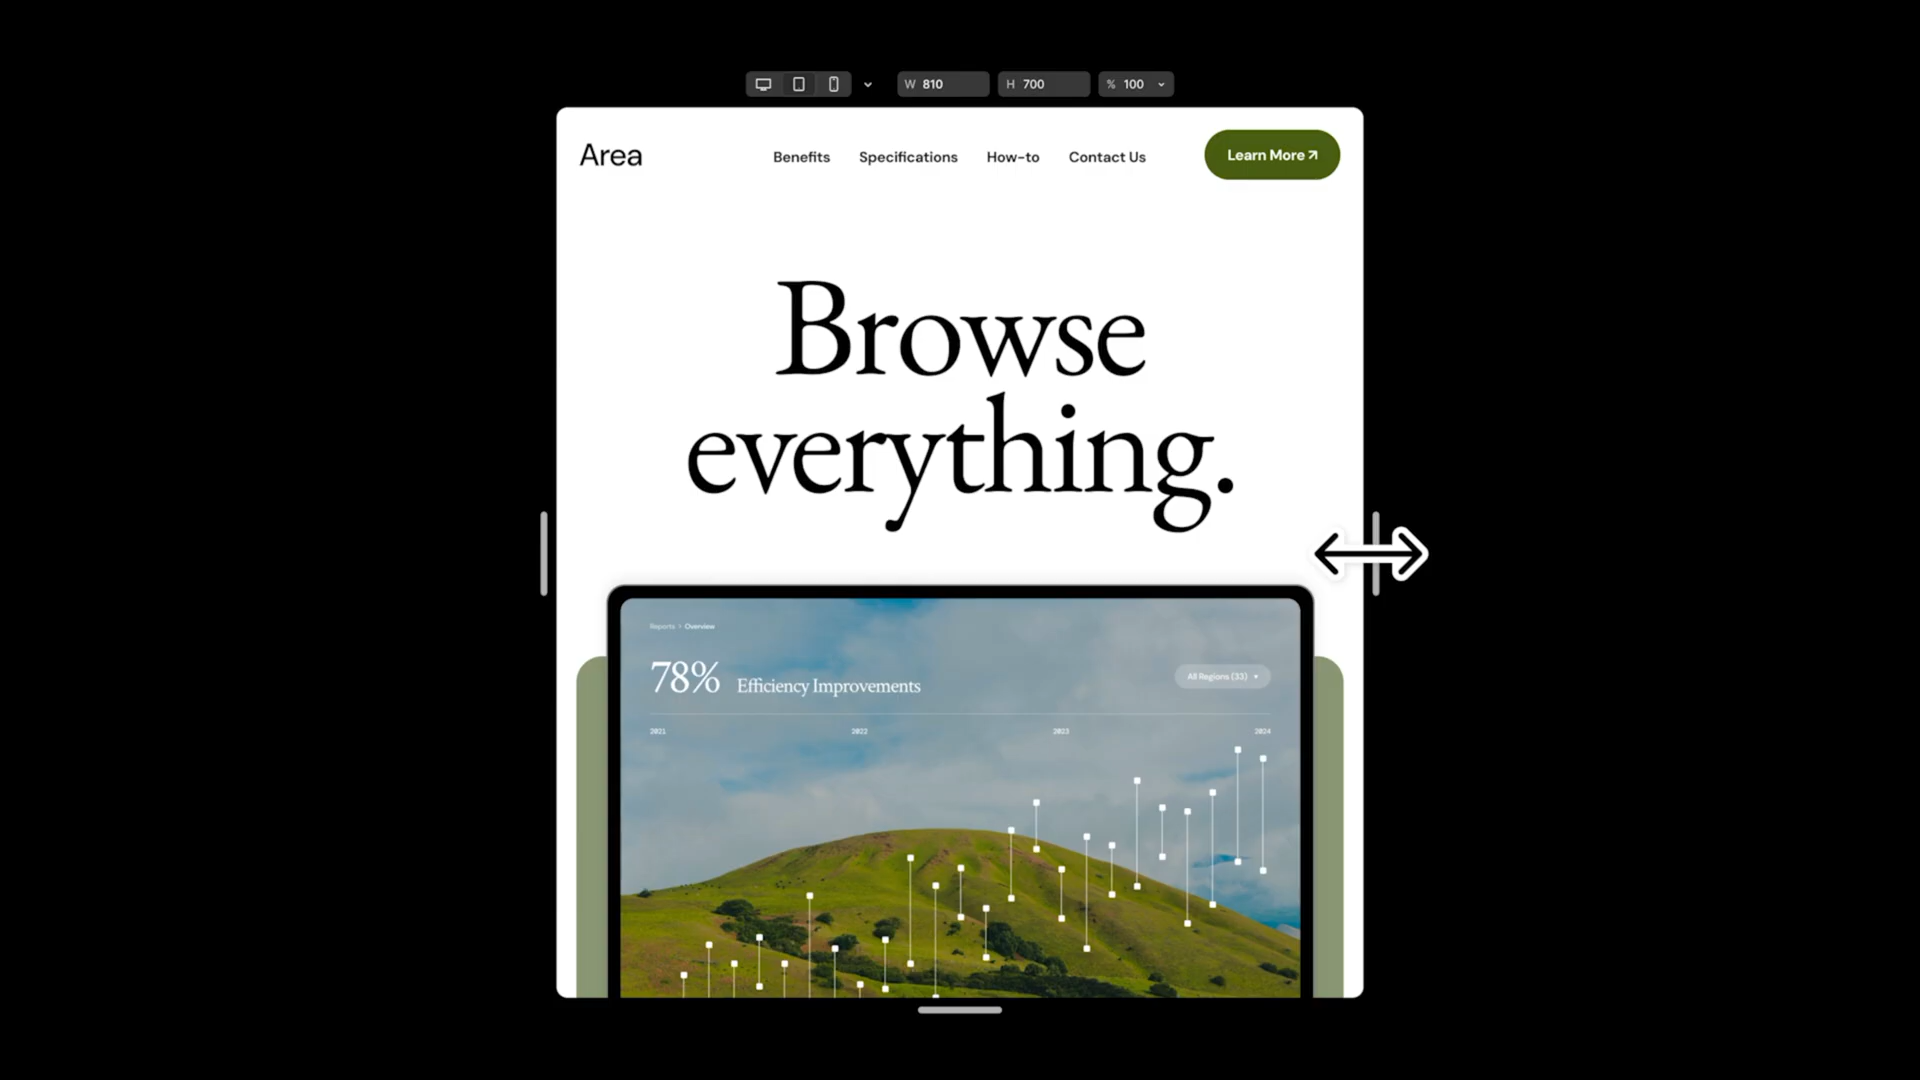 W 810 H 700 % 100
Area
Benefits Specifications How-to Contact Us
Learn More
Browse
everything.
Reports > Overview
78% Efficiency Improvements
All Regions (33)
2021 2022 2023 2024